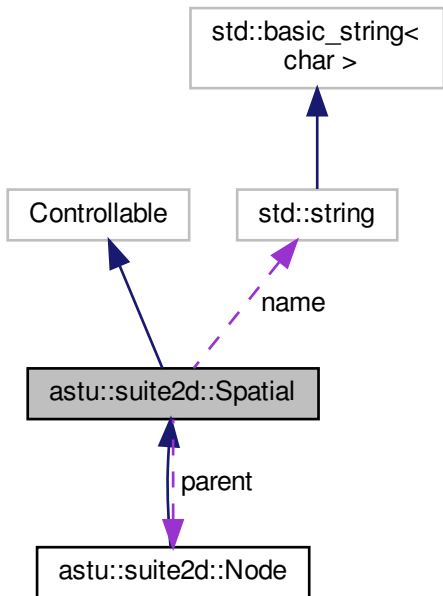 std::basic_string<
char >
Controllable
std::string
name
astu::suite2d::Spatial
parent
astu::suite2d::Node